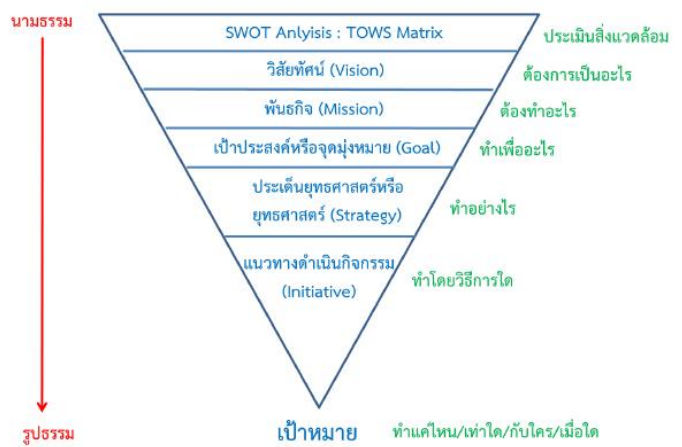 นามธรรม
SWOT Anlyisis : TOWS Matrix
ประเมินสิ่งแวดล้อม
วิสัยทัศน์ (Vision)
ต้องการเป็นอะไร
พันธกิจ (Mission)
ต้องทำอะไร
เป้าประสงค์หรือจุดมุ่งหมาย (Goal)
ทำเพื่ออะไร
ประเด็นยุทธศาสตร์หรือ
ยุทธศาสตร์ (Strategy)
ทำอย่างไร
แนวทางดำเนินกิจกรรม
(Initiative)
ทำโดยวิธีการใด
รูปธรรม
เป้าหมาย
ทำแค่ไหน/เท่าใด/กับใคร/เมื่อใด